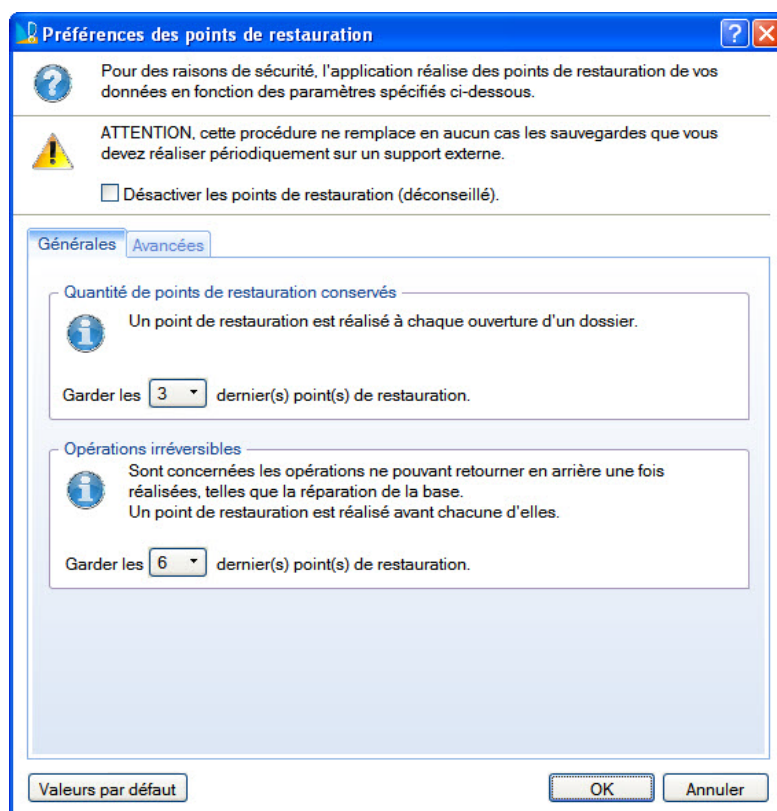 Préférences des points de restauration
Pour des raisons de sécurité, l'application réalise des points de restauration de vos
données en fonction des paramètres spécifiés ci-dessous.
ATTENTION, cette procédure ne remplace en aucun cas les sauvegardes que vous
devez réaliser périodiquement sur un support externe.
Désactiver les points de restauration (déconseillé).
Générales Avancées
Quantité de points de restauration conservés
Un point de restauration est réalisé à chaque ouverture d'un dossier.
Garder les 3 dernier(s) point(s) de restauration.
Opérations irréversibles
Sont concernées les opérations ne pouvant retourner en arrière une fois
réalisées, telles que la réparation de la base.
Un point de restauration est réalisé avant chacune d'elles.
Garder les 6 dernier(s) point(s) de restauration.
Valeurs par défaut OK Annuler